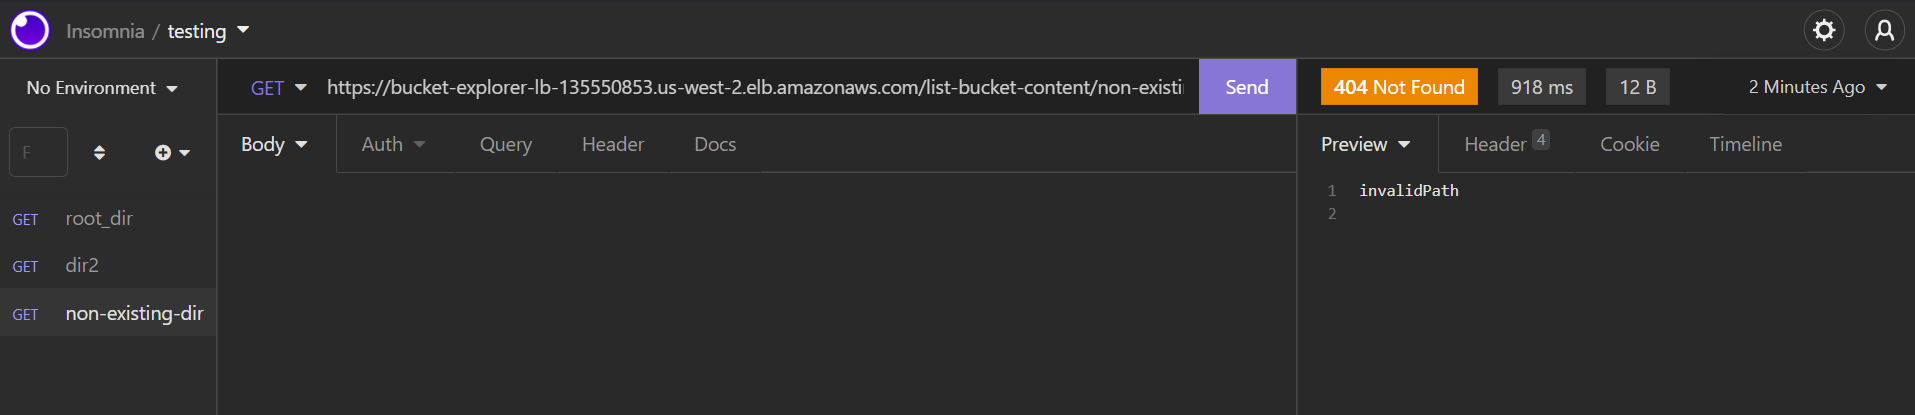 Insomnia / testing
No Environment
GET https://bucket-explorer-lb-135550853.us-west-2.elb.amazonaws.com/list-bucket-content/non-existi
Send
404 Not Found 918 ms 12 B 2 Minutes Ago
F
Body Auth Query Header Docs
Preview Header 4 Cookie Timeline
1 invalidPath
2
GET root_dir
GET dir2
GET non-existing-dir